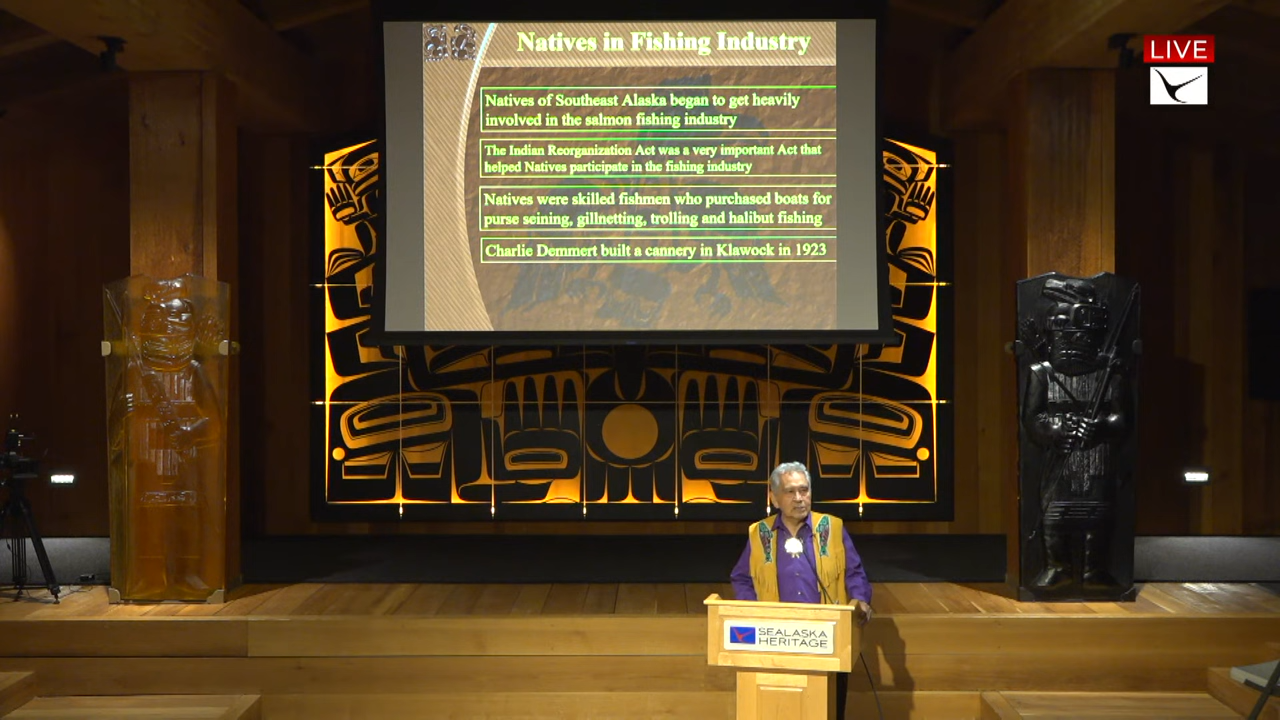 Natives in Fishing Industry
LIVE
Natives of Southeast Alaska began to get heavily
involved in the salmon fishing industry
The Indian Reorganization Act was a very important Act that
helped Natives participate in the fishing industry
Natives were skilled fishmen who purchased boats for
purse seining, gillnetting, trolling and halibut fishing
Charlie Demmert built a cannery in Klawock in 1923
SEALASKA
HERITAGE